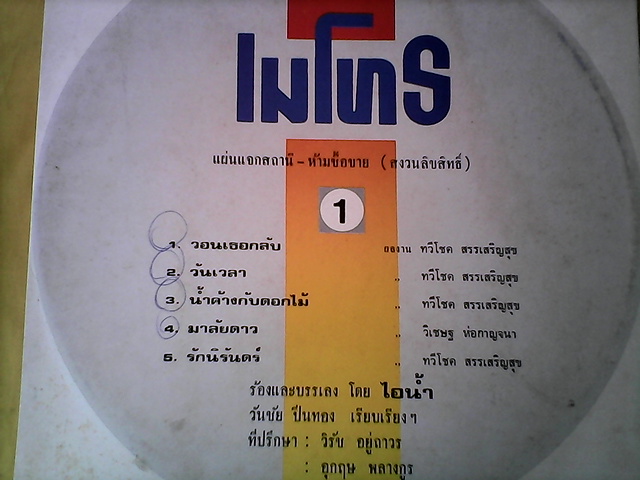 เมโทร
แผ่นแจกสถานี - ห้ามซื้อขาย (สงวนลิขสิทธิ์)
1
1. วอนเธอกลับ ผลงาน ทวีโชค สรรเสริญสุข
2. วันเวลา ,, ทวีโชค สรรเสริญสุข
3. น้ำค้างกับดอกไม้ ,, ทวีโชค สรรเสริญสุข
4. มาลัยดาว ,, วิเชษฐ ห่อกาญจนา
5. รักนิรันดร์ ,, ทวีโชค สรรเสริญสุข
ร้องและบรรเลง โดย ไอน้ำ
วันชัย ปืนทอง เรียบเรียงฯ
ที่ปรึกษา : วิรัช อยู่ถาวร
: อุกฤษ พลางกูร